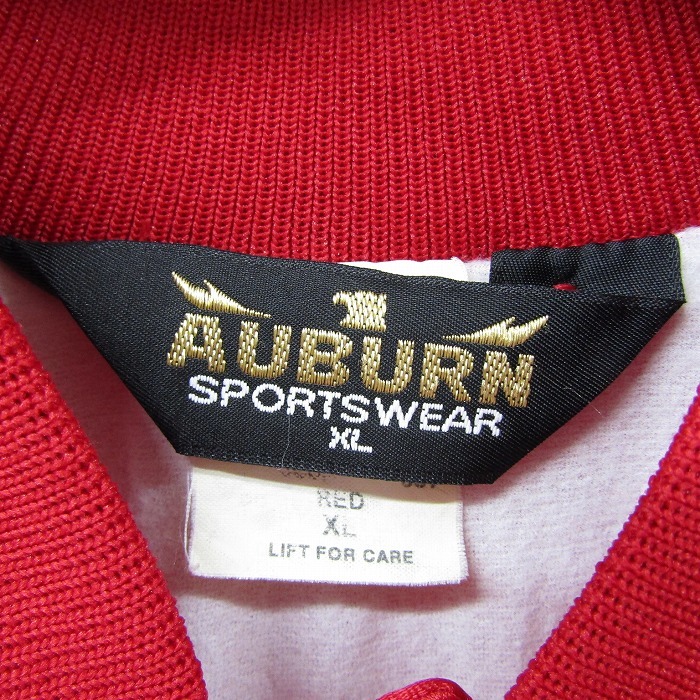 AUBURN
SPORTSWEAR
XL
RED
XL
LIFT FOR CARE